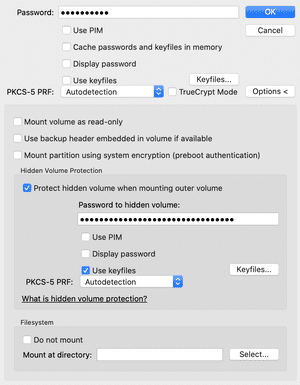 Password: ●●●●●●●●●● OK
Use PIM Cancel
Cache passwords and keyfiles in memory
Display password
Use keyfiles Keyfiles...
PKCS-5 PRF: Autodetection TrueCrypt Mode Options <
Mount volume as read-only
Use backup header embedded in volume if available
Mount partition using system encryption (preboot authentication)
Hidden Volume Protection
Protect hidden volume when mounting outer volume
Password to hidden volume:
Use PIM
Display password
Use keyfiles Keyfiles...
PKCS-5 PRF: Autodetection
What is hidden volume protection?
Filesystem
Do not mount
Mount at directory: Select...